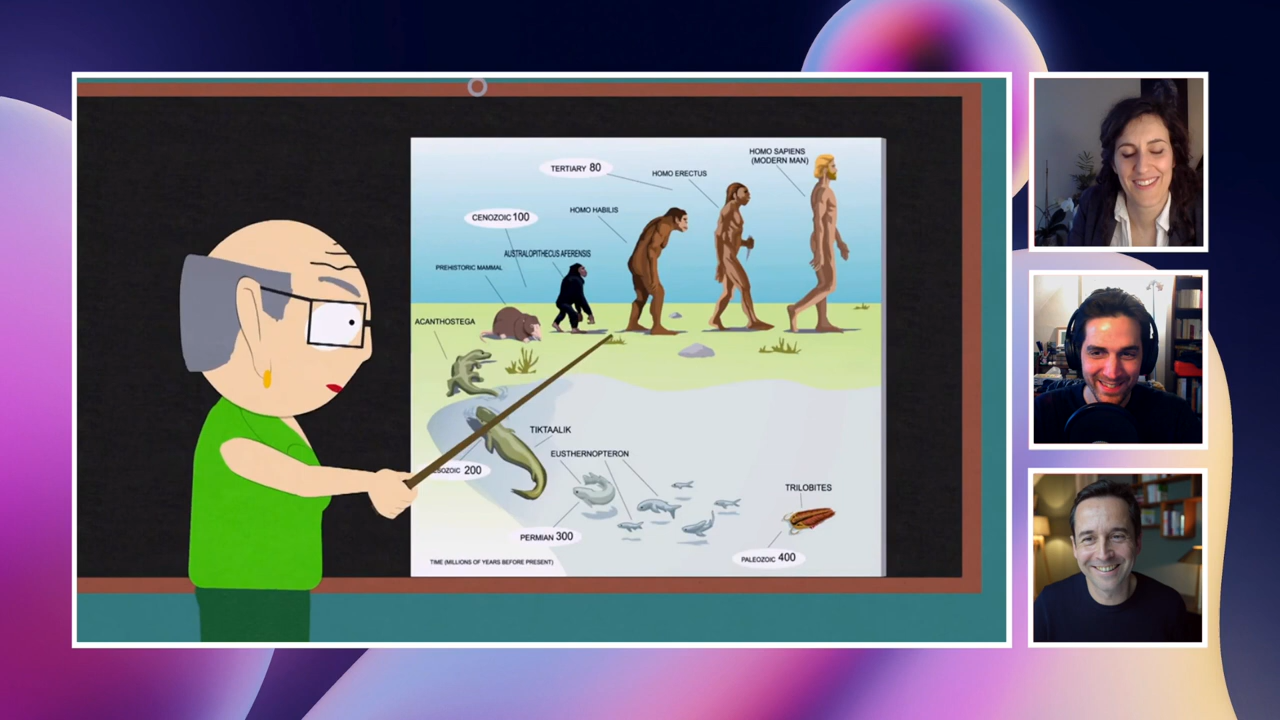 HOMO SAPIENS
(MODERN MAN)
TERTIARY 80
HOMO ERECTUS
HOMO HABILIS
CENOZOIC 100
AUSTRALOPITHECUS AFERENSIS
PREHISTORIC MAMMAL
ACANTHOSTEGA
TIKTAALIK
EUSTHERNOPTERON
ESOZOIC 200
TRILOBITES
PERMIAN 300
PALEOZOIC 400
TIME (MILLIONS OF YEARS BEFORE PRESENT)